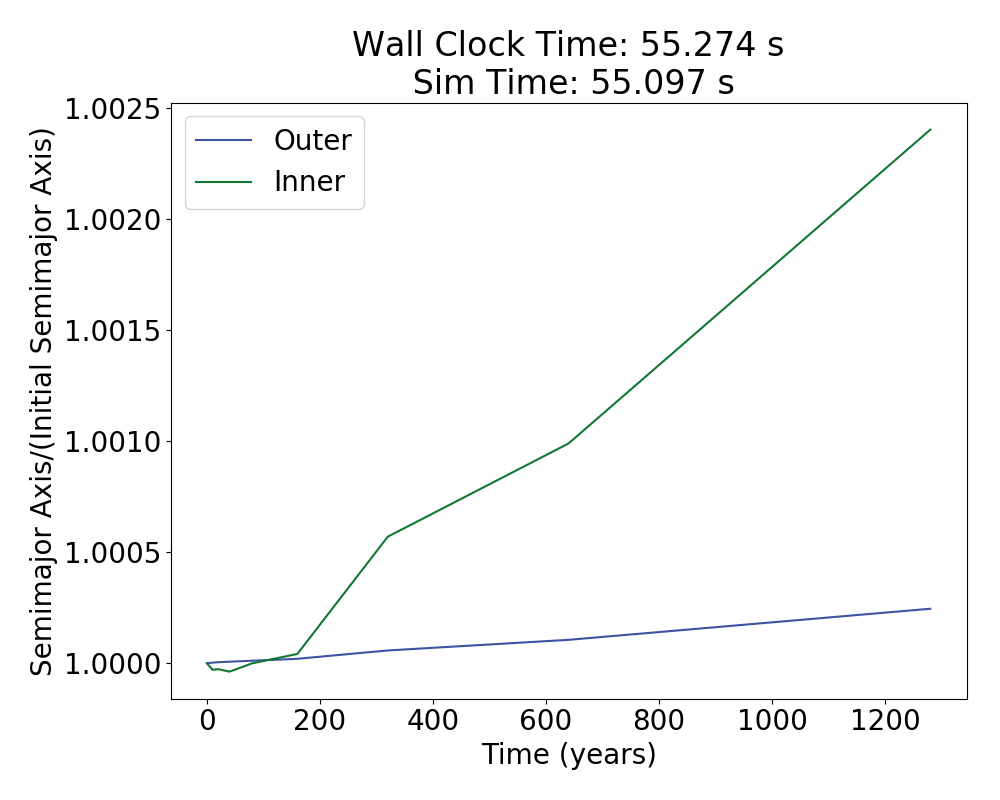 Wall Clock Time: 55.274 s
Sim Time: 55.097 s
Outer
Inner
Semimajor Axis/(Initial Semimajor Axis)
1.0025
1.0020
1.0015
1.0010
1.0005
1.0000
0 200 400 600 800 1000 1200
Time (years)